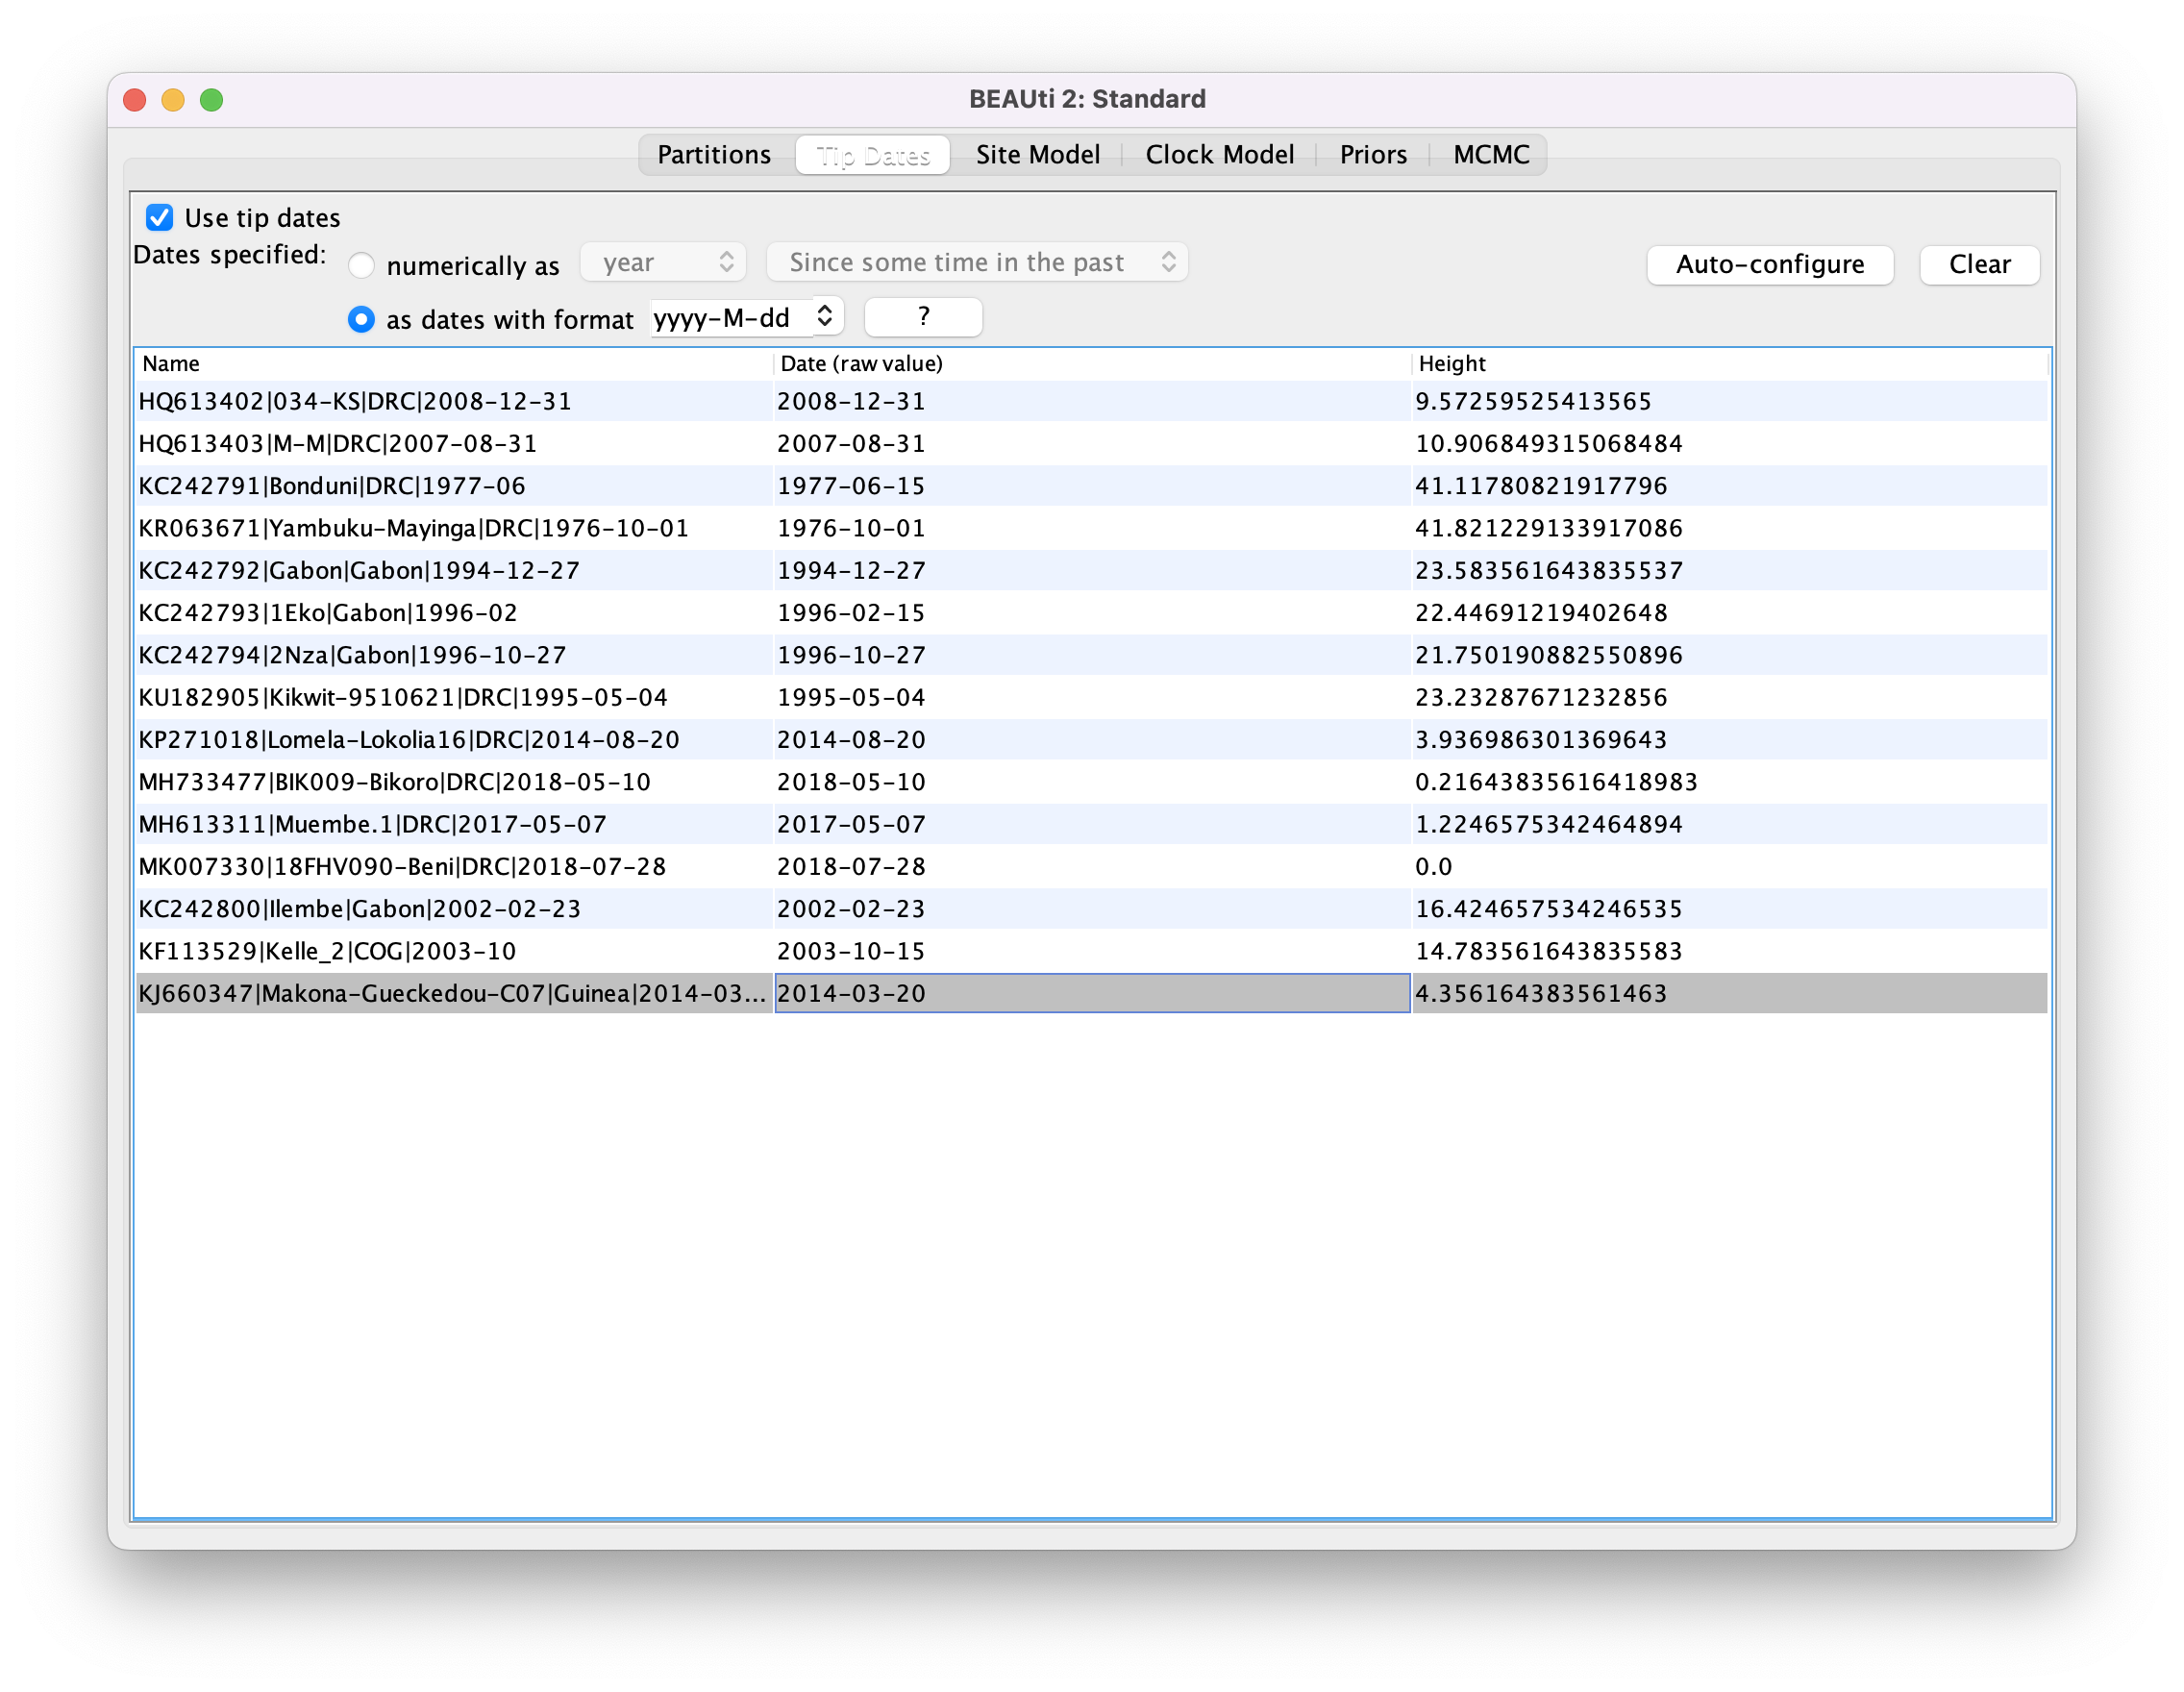 BEAUti 2: Standard
Partitions Tip Dates Site Model Clock Model Priors MCMC
Use tip dates
Dates specified: numerically as year Since some time in the past Auto-configure Clear
as dates with format yyyy-M-dd ?
Name Date (raw value) Height
HQ613402|034-KS|DRC|2008-12-31 2008-12-31 9.57259525413565
HQ613403|M-M|DRC|2007-08-31 2007-08-31 10.906849315068484
KC242791|Bonduni|DRC|1977-06 1977-06-15 41.11780821917796
KR063671|Yambuku-Mayinga|DRC|1976-10-01 1976-10-01 41.821229133917086
KC242792|Gabon|Gabon|1994-12-27 1994-12-27 23.583561643835537
KC242793|1Eko|Gabon|1996-02 1996-02-15 22.44691219402648
KC242794|2Nza|Gabon|1996-10-27 1996-10-27 21.750190882550896
KU182905|Kikwit-9510621|DRC|1995-05-04 1995-05-04 23.23287671232856
KP271018|Lomela-Lokolia16|DRC|2014-08-20 2014-08-20 3.936986301369643
MH733477|BIK009-Bikoro|DRC|2018-05-10 2018-05-10 0.21643835616418983
MH613311|Muembe.1|DRC|2017-05-07 2017-05-07 1.2246575342464894
MK007330|18FHV090-Beni|DRC|2018-07-28 2018-07-28 0.0
KC242800|Ilembe|Gabon|2002-02-23 2002-02-23 16.424657534246535
KF113529|Kelle_2|COG|2003-10 2003-10-15 14.783561643835583
KJ660347|Makona-Gueckedou-C07|Guinea|2014-03... 2014-03-20 4.356164383561463